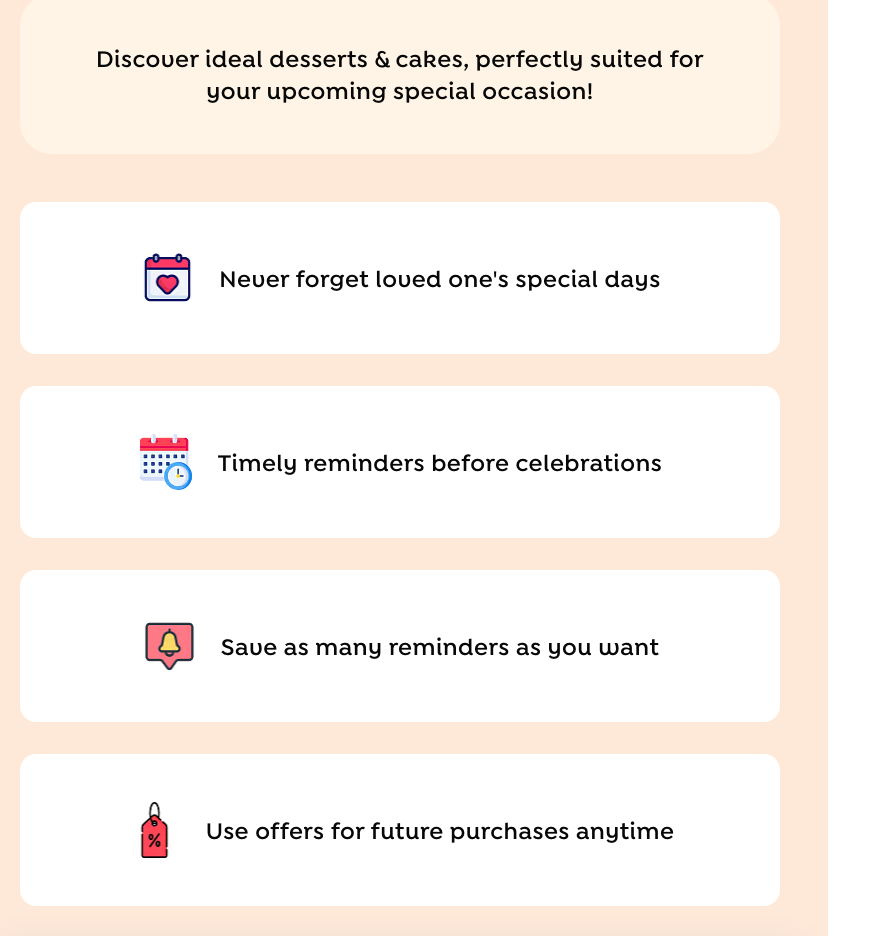 Discover ideal desserts & cakes, perfectly suited for
your upcoming special occasion!
Never forget loved one's special days
Timely reminders before celebrations
Save as many reminders as you want
%
Use offers for future purchases anytime